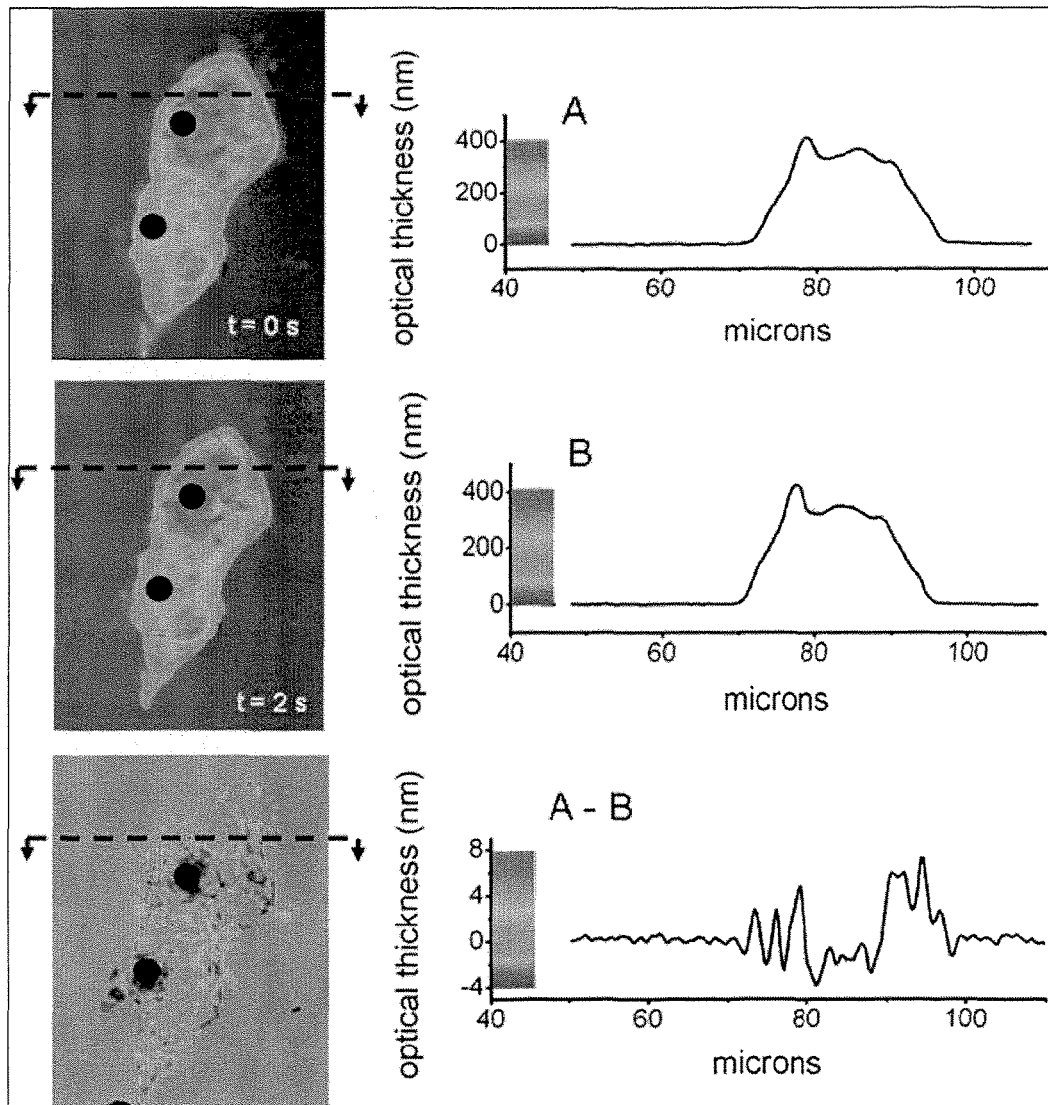 A
optical thickness (nm)
400
200
0
40 60 80 100
microns
t = 0 s
B
optical thickness (nm)
400
200
0
40 60 80 100
microns
t = 2 s
A - B
optical thickness (nm)
8
4
0
-4
40 60 80 100
microns